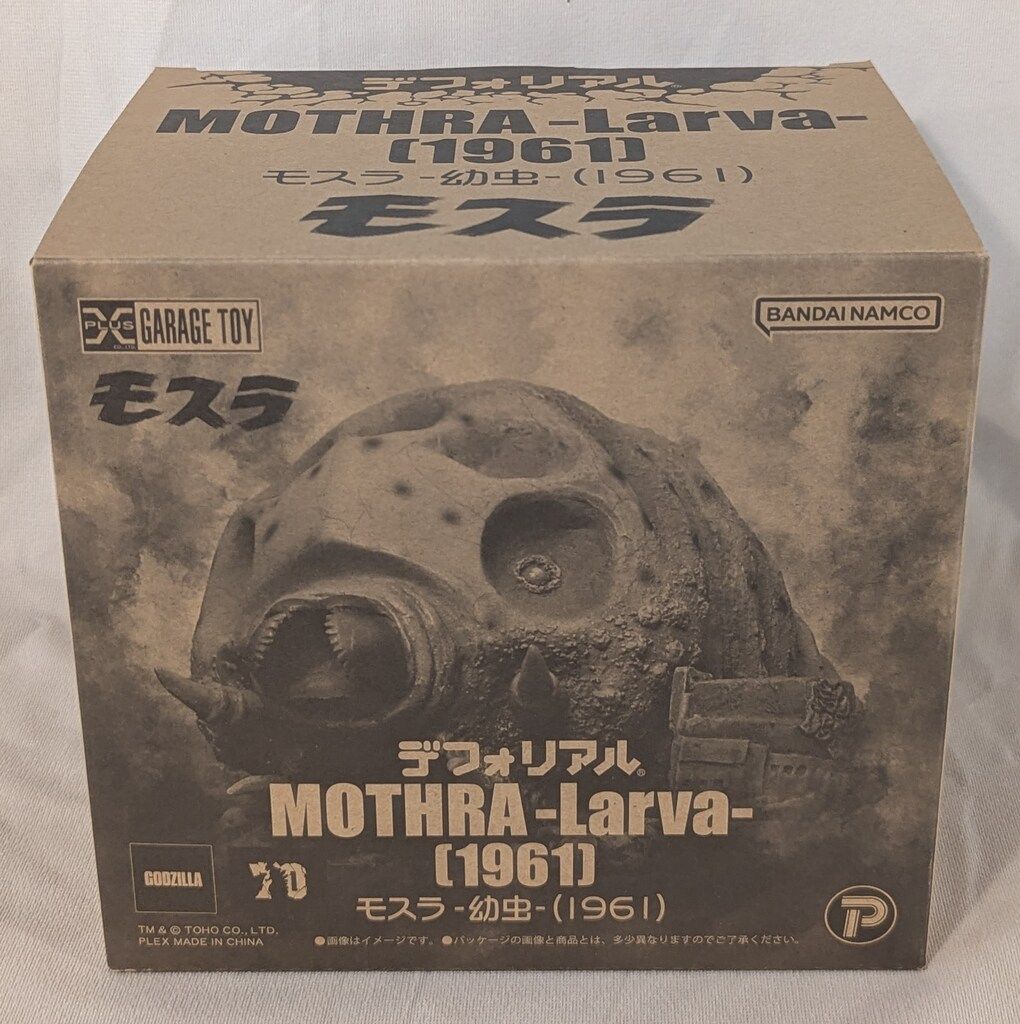 デフォリアル®
MOTHRA -Larva-
(1961)
モスラ -幼虫- (1961)
モスラ
X PLUS CO., LTD. GARAGE TOY
BANDAI NAMCO
モスラ
デフォリアル®
MOTHRA -Larva-
(1961)
モスラ -幼虫- (1961)
GODZILLA
70
TM & © TOHO CO., LTD.
PLEX MADE IN CHINA
●画像はイメージです。●パッケージの画像と商品とは、多少異なりますのでご了承ください。
P